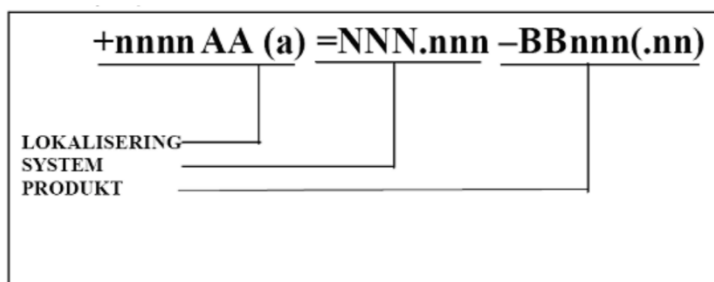 +nnnn AA (a) =NNN.nnn –BBnnn(.nn)
LOKALISERING
SYSTEM
PRODUKT